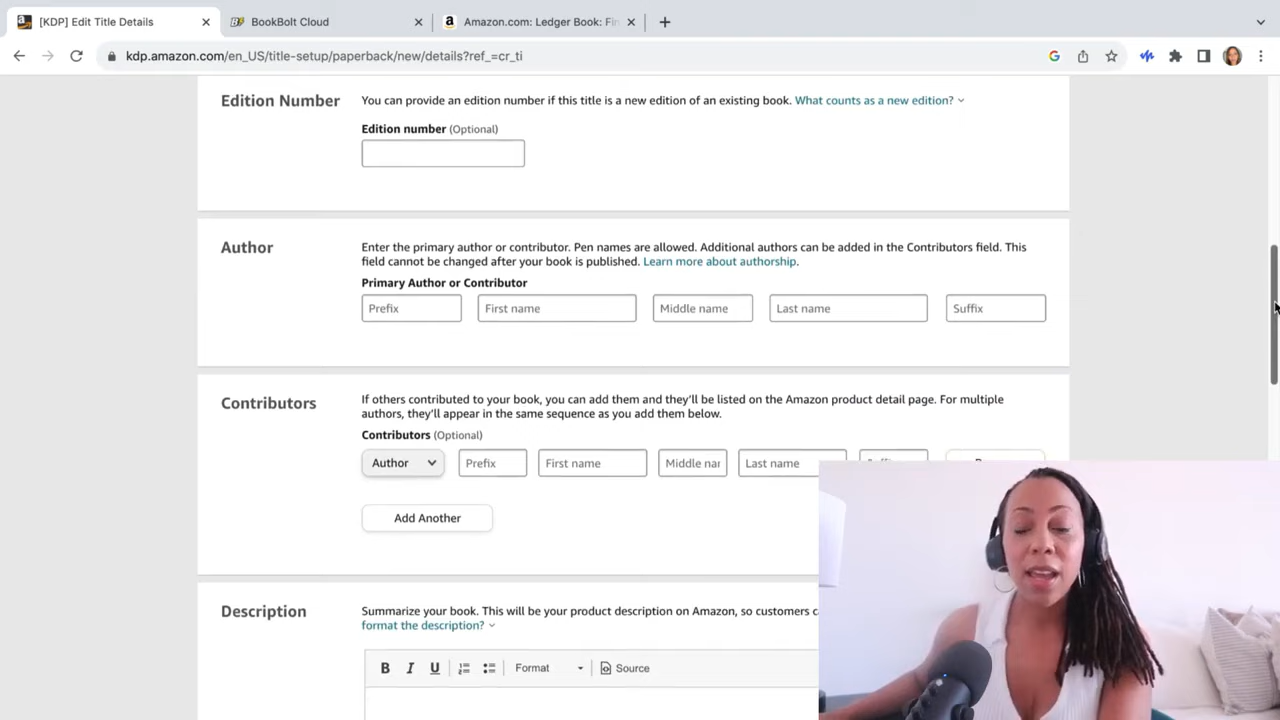 [KDP] Edit Title Details
BookBolt Cloud
Amazon.com: Ledger Book: Fi
kdp.amazon.com/en_US/title-setup/paperback/new/details?ref_=cr_ti
Edition Number
You can provide an edition number if this title is a new edition of an existing book. What counts as a new edition?
Edition number (Optional)
Author
Enter the primary author or contributor. Pen names are allowed. Additional authors can be added in the Contributors field. This
field cannot be changed after your book is published. Learn more about authorship.
Primary Author or Contributor
Prefix
First name
Middle name
Last name
Suffix
Contributors
If others contributed to your book, you can add them and they'll be listed on the Amazon product detail page. For multiple
authors, they'll appear in the same sequence as you add them below.
Contributors (Optional)
Author
Prefix
First name
Middle nar
Last name
Add Another
Description
Summarize your book. This will be your product description on Amazon, so customers ca
format the description?
B I U
Format
Source